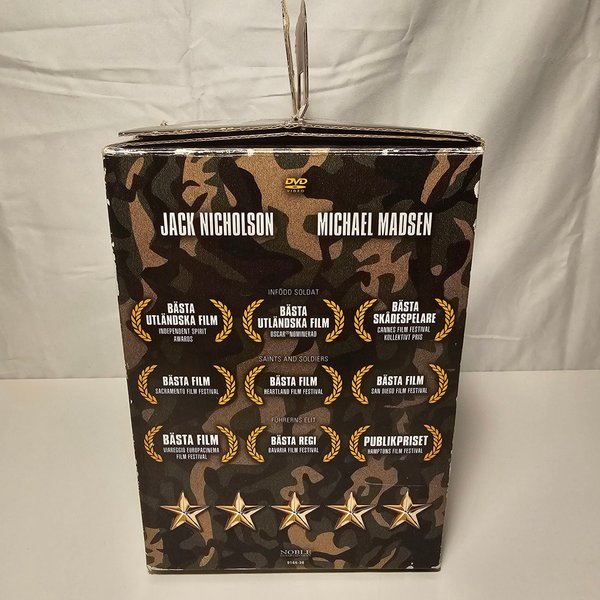 DVD
VIDEO
JACK NICHOLSON MICHAEL MADSEN
INFÖDD SOLDAT
BÄSTA
UTLÄNDSKA FILM
INDEPENDENT SPIRIT
AWARDS
BÄSTA
UTLÄNDSKA FILM
OSCAR®NOMINERAD
BÄSTA
SKÅDESPELARE
CANNES FILM FESTIVAL
KOLLEKTIVT PRIS
SAINTS AND SOLDIERS
BÄSTA FILM
SACRAMENTO FILM FESTIVAL
BÄSTA FILM
HEARTLAND FILM FESTIVAL
BÄSTA FILM
SAN DIEGO FILM FESTIVAL
FÜHRERNS ELIT
BÄSTA FILM
VIAREGGIO EUROPACINEMA
FILM FESTIVAL
BÄSTA REGI
BAVARIA FILM FESTIVAL
PUBLIKPRISET
HAMPTONS FILM FESTIVAL
NOBLE
9144-36